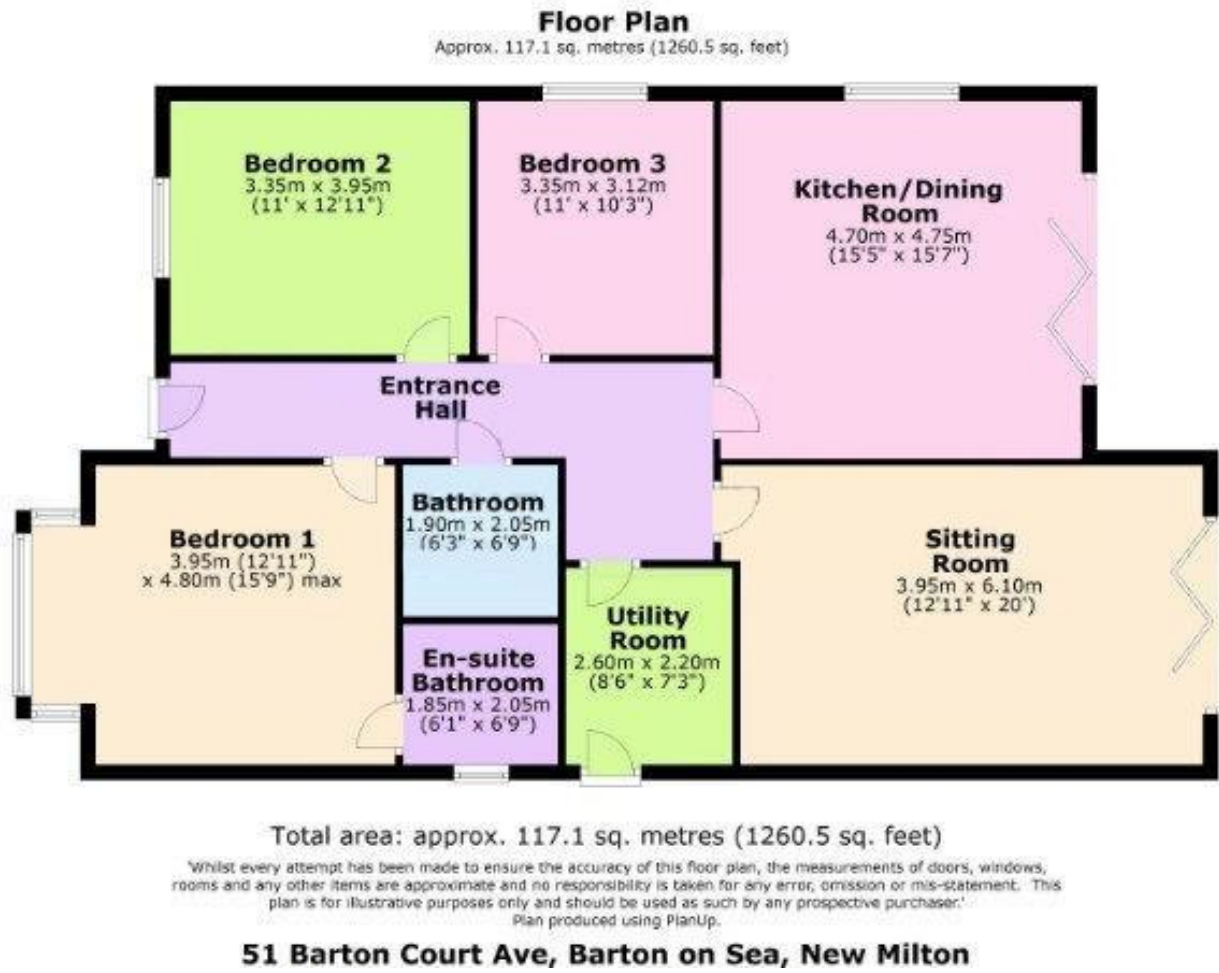 Floor Plan
Approx. 117.1 sq. metres (1260.5 sq. feet)
Bedroom 2
3.35m x 3.95m
(11' x 12'11")
Bedroom 3
3.35m x 3.12m
(11' x 10'3")
Kitchen/Dining
Room
4.70m x 4.75m
(15'5" x 15'7")
Entrance
Hall
Bedroom 1
3.95m (12'11")
x 4.80m (15'9") max
Bathroom
1.90m x 2.05m
(6'3" x 6'9")
En-suite
Bathroom
1.85m x 2.05m
(6'1" x 6'9")
Utility
Room
2.60m x 2.20m
(8'6" x 7'3")
Sitting
Room
3.95m x 6.10m
(12'11" x 20')
Total area: approx. 117.1 sq. metres (1260.5 sq. feet)
'Whilst every attempt has been made to ensure the accuracy of this floor plan, the measurements of doors, windows,
rooms and any other items are approximate and no responsibility is taken for any error, omission or mis-statement. This
plan is for illustrative purposes only and should be used as such by any prospective purchaser.'
Plan produced using PlanUp.
51 Barton Court Ave, Barton on Sea, New Milton